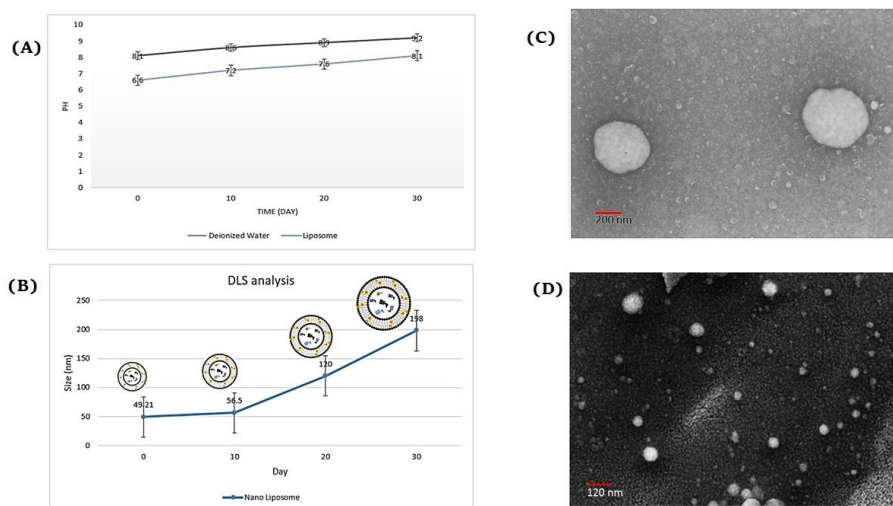 (A)
PH
10
9
8
7
6
5
4
3
2
1
0
8.1
8.6
8.9
9.2
6.6
7.2
7.6
8.1
0
10
20
30
TIME (DAY)
Deionized Water
Liposome
(B)
DLS analysis
Size (nm)
250
200
150
100
50
0
49.21
56.5
120
198
0
10
20
30
Day
Nano Liposome
(C)
200 nm
(D)
120 nm